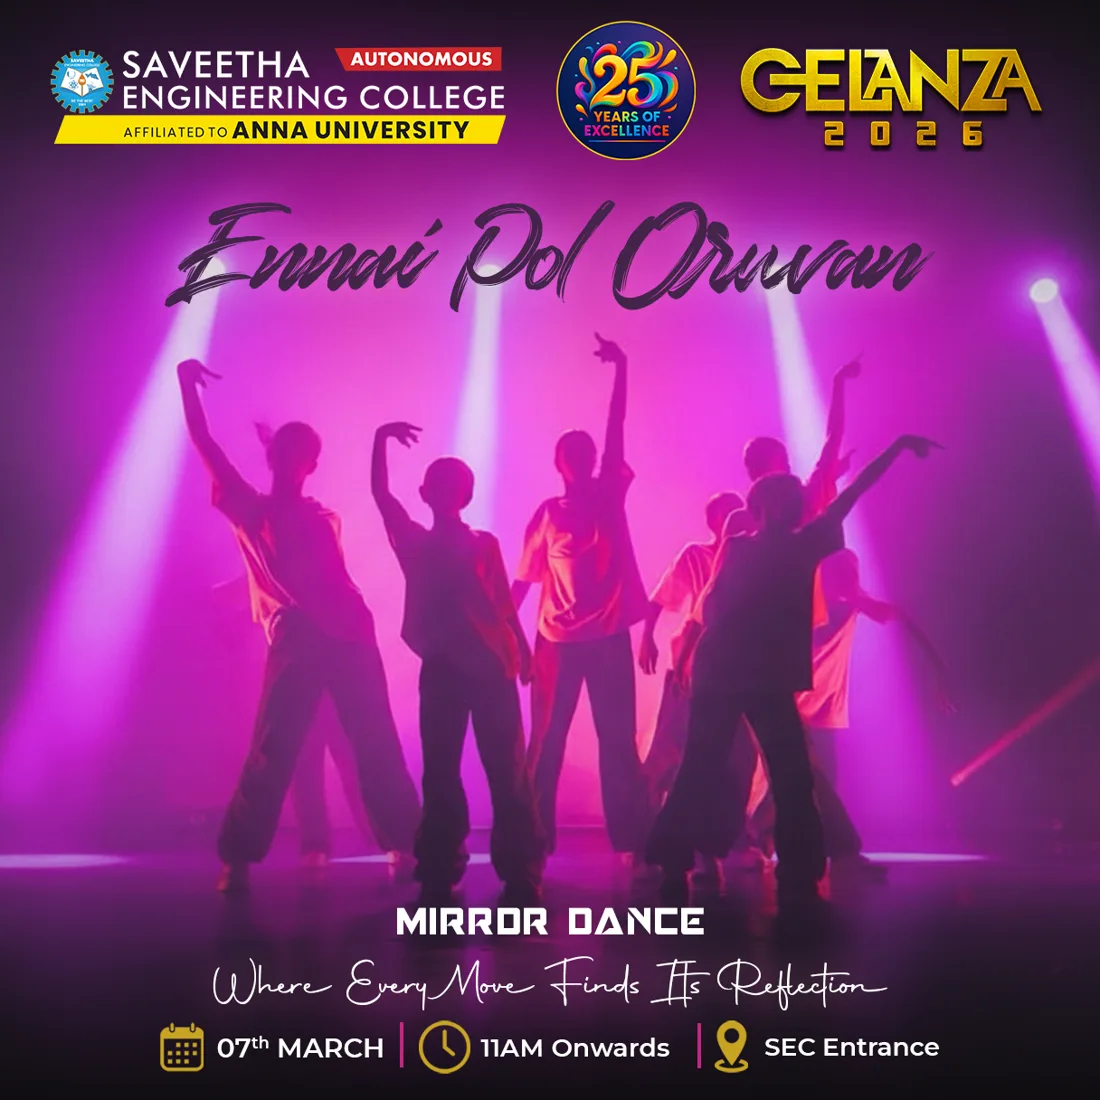 SAVEETHA AUTONOMOUS
ENGINEERING COLLEGE
AFFILIATED TO ANNA UNIVERSITY
25
YEARS OF
EXCELLENCE
GELANZA
2026
Ennai Pol Oruvan
MIRROR DANCE
Where Every Move Finds Its Reflection
07th MARCH | 11AM Onwards | SEC Entrance